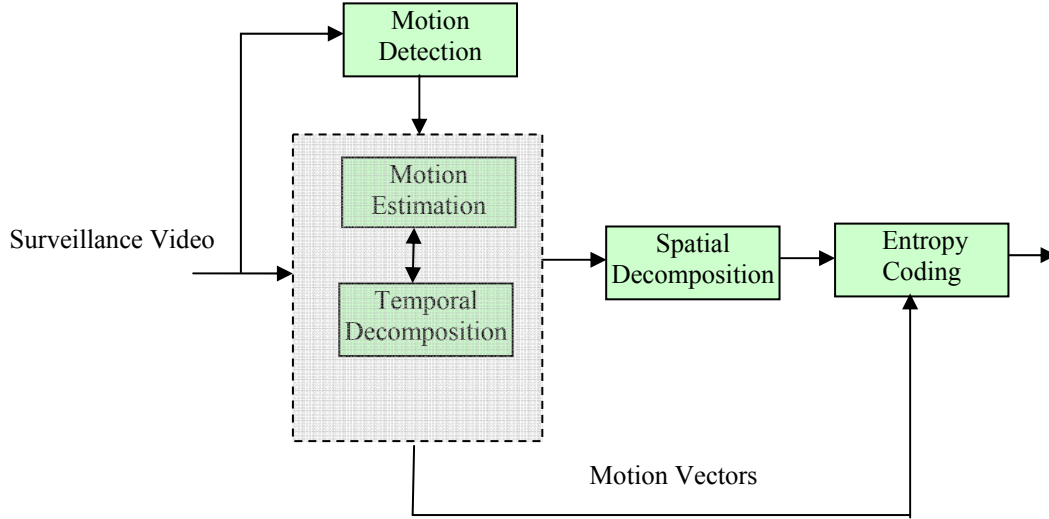 Motion
Detection
Motion
Estimation
Surveillance Video
Temporal
Decomposition
Spatial
Decomposition
Entropy
Coding
Motion Vectors